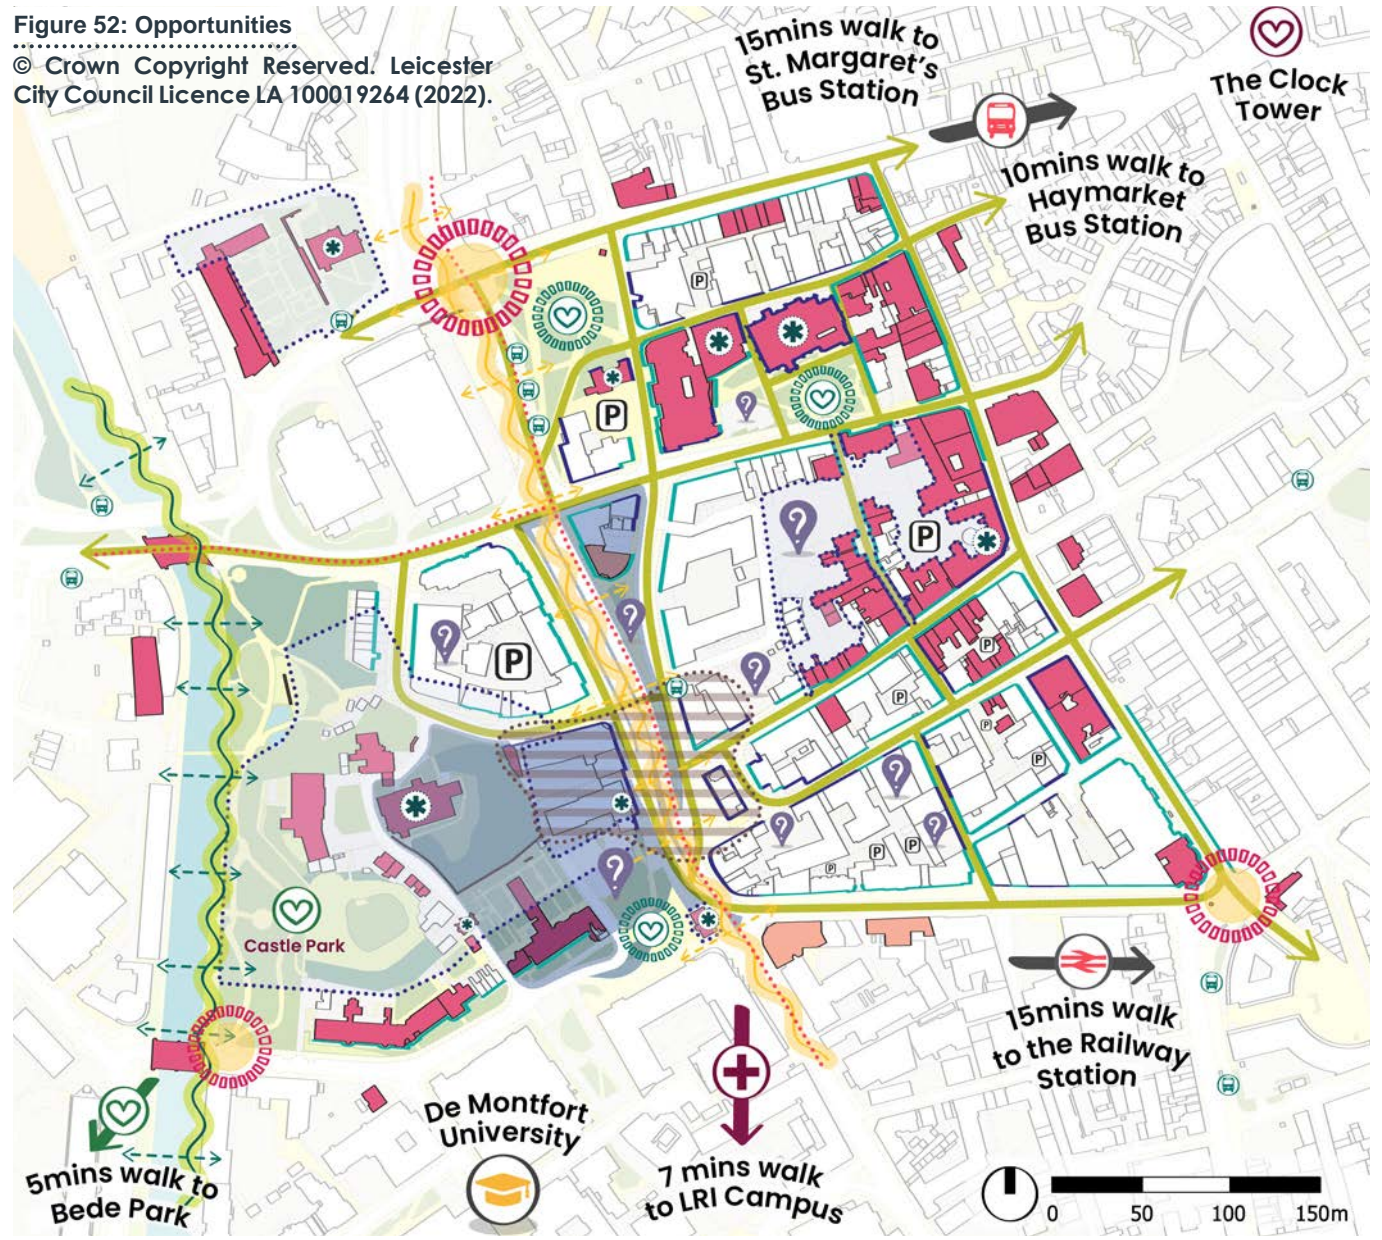 Figure 52: Opportunities
© Crown Copyright Reserved. Leicester
City Council Licence LA 100019264 (2022).
15mins walk to
St. Margaret's
Bus Station
The Clock
Tower
10mins walk to
Haymarket
Bus Station
P
P
?
P
?
P
?
?
P
?
P
P
P
?
?
?
P
P
P
?
Castle Park
15mins walk
to the Railway
Station
De Montfort
University
7 mins walk
to LRI Campus
5mins walk to
Bede Park
0 50 100 150m